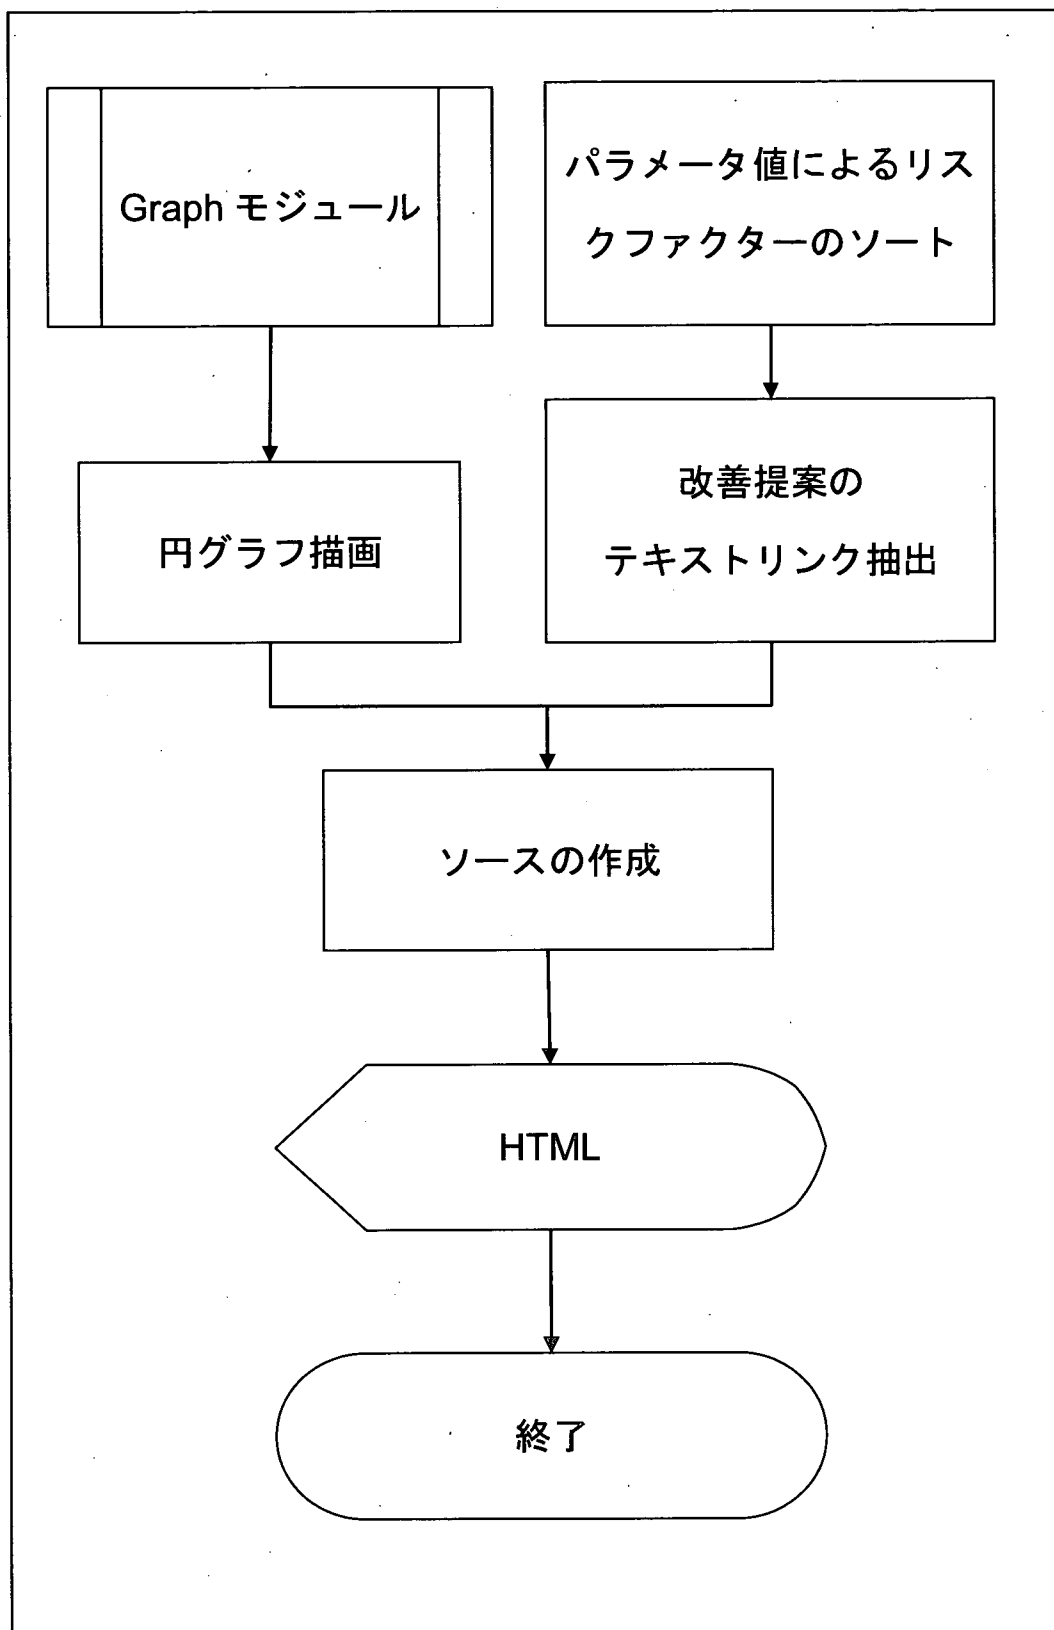 Graph モジュール
パラメータ値によるリス
クファクターのソート
円グラフ描画
改善提案の
テキストリンク抽出
ソースの作成
HTML
終了